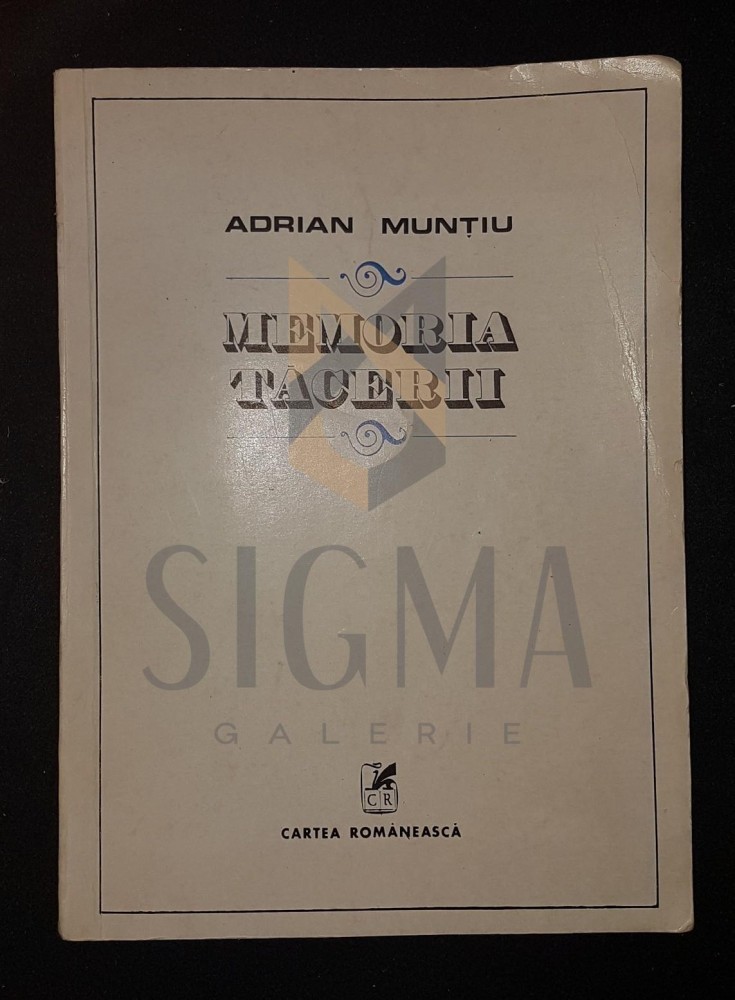 ADRIAN MUNȚIU
MEMORIA
TĂCERII
SIGMA
GALERIE
CR
CARTEA ROMÂNEASCĂ